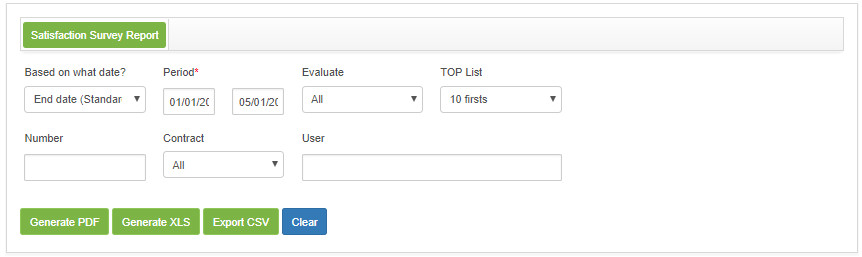 Satisfaction Survey Report
Based on what date? Period* Evaluate TOP List
End date (Standar 01/01/20 05/01/20 All 10 firsts
Number Contract User
All
Generate PDF Generate XLS Export CSV Clear